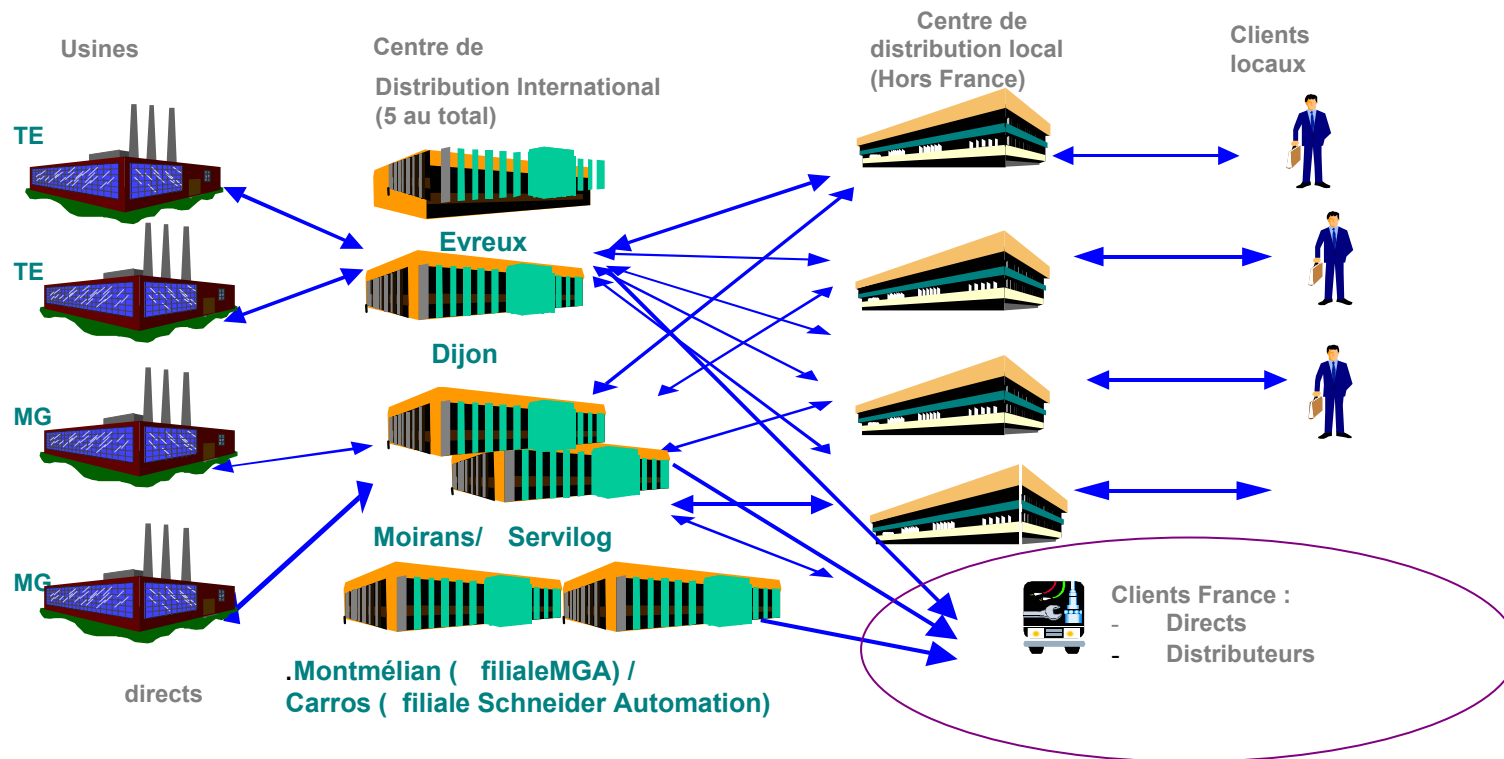 Usines
Centre de
Distribution International
(5 au total)
Centre de
distribution local
(Hors France)
Clients
locaux
TE
TE
MG
MG
Evreux
Dijon
Moirans/ Servilog
.Montmélian ( filialeMGA) /
Carros ( filiale Schneider Automation)
directs
Clients France :
- Directs
- Distributeurs